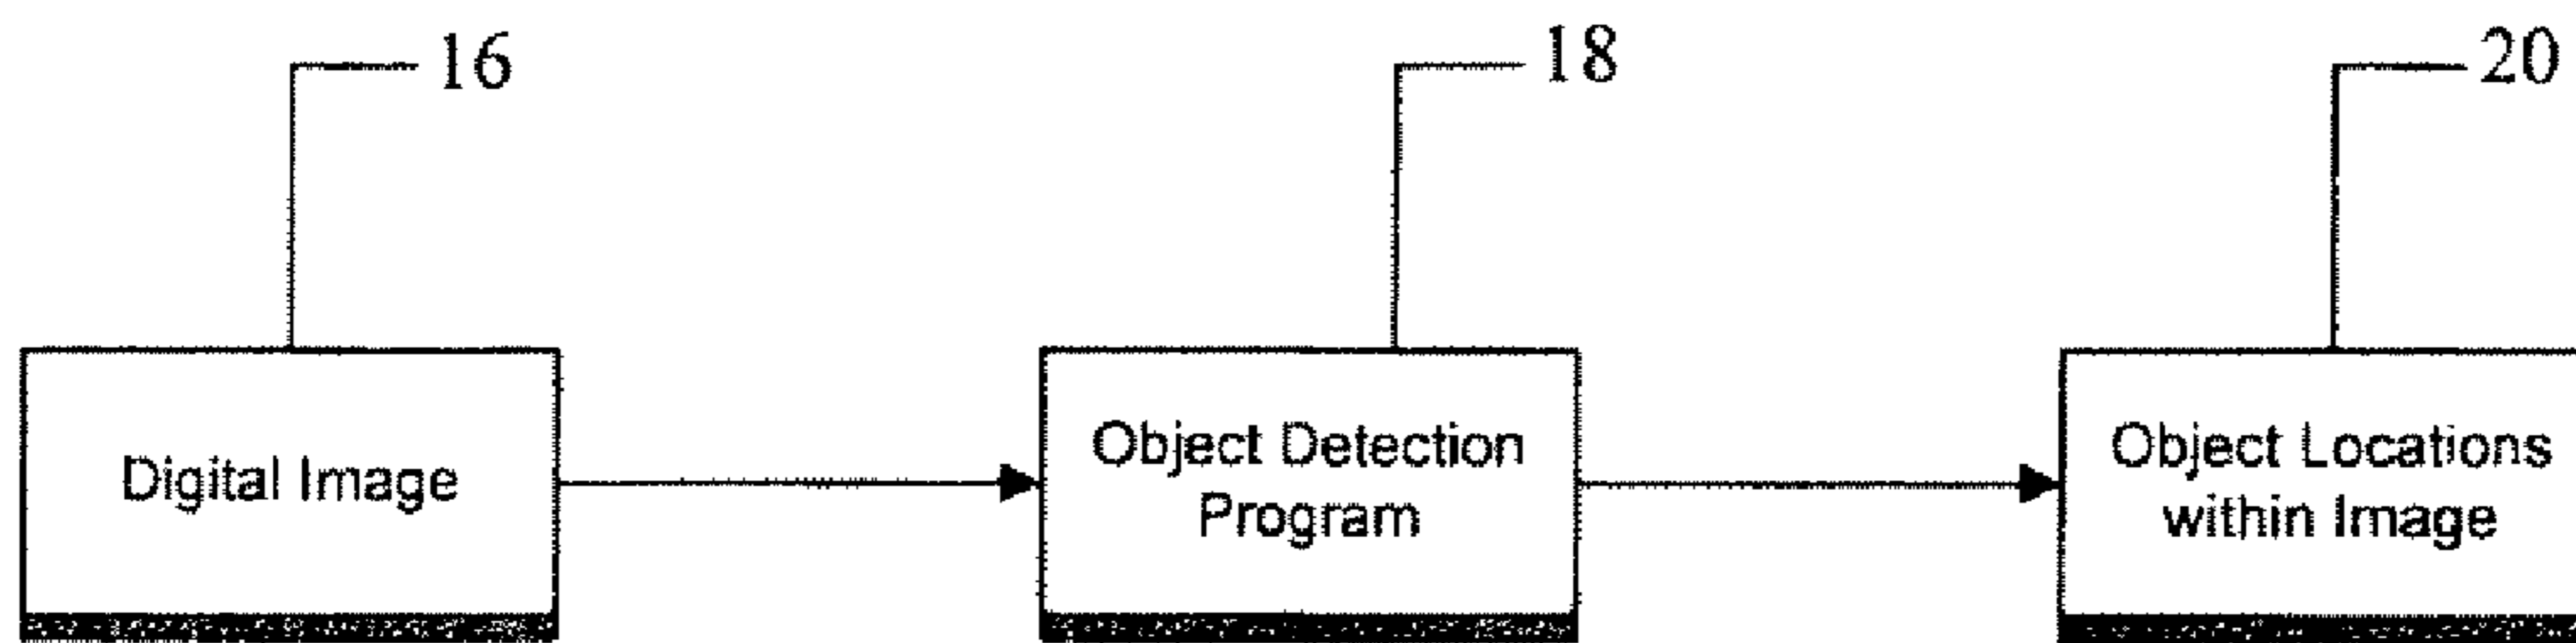 16
18
20
Digital Image
Object Detection
Program
Object Locations
within Image